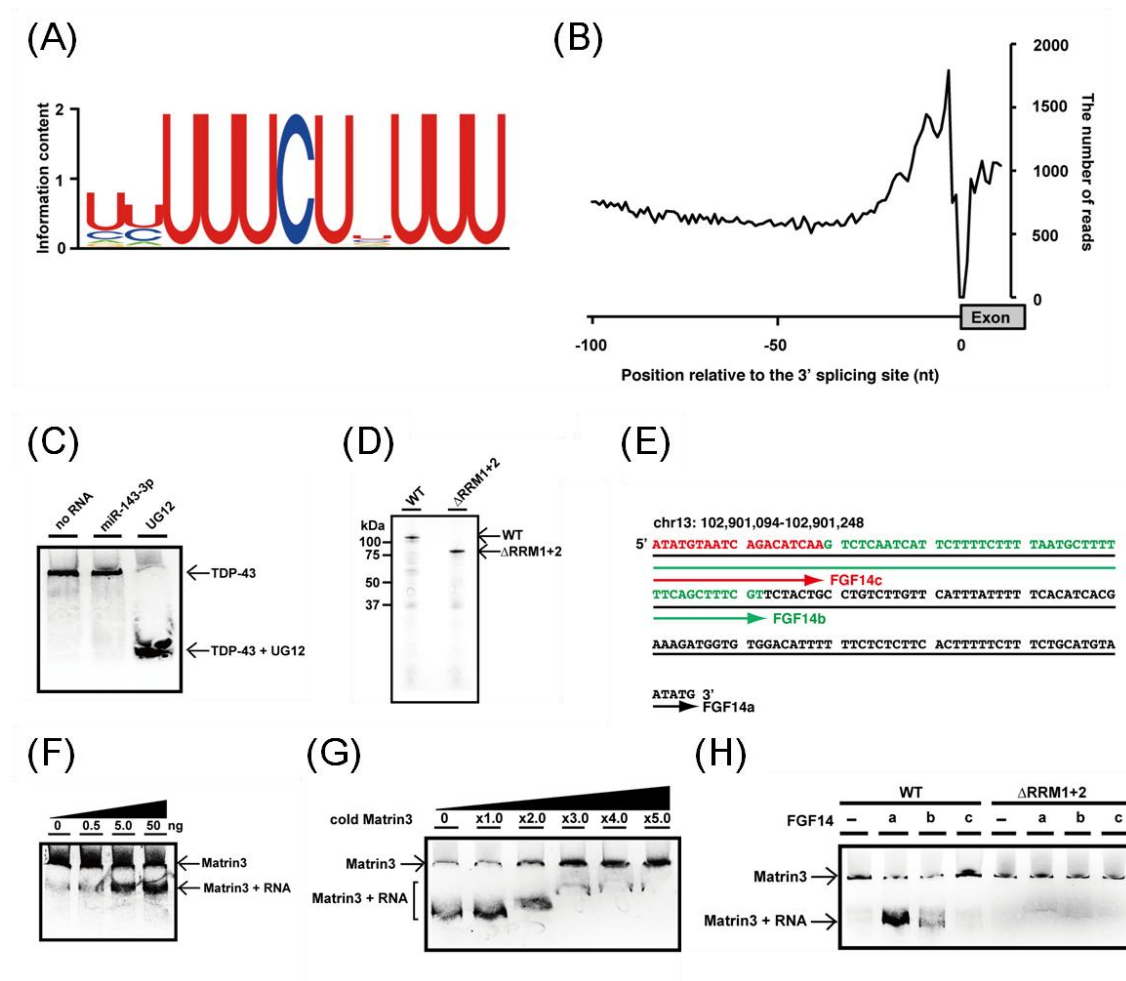 (A)
Information content
2
1
0
UCA UCA UUUCU U UUU
(B)
2000
1500
1000
500
0
The number of reads
Exon
-100 -50 0
Position relative to the 3' splicing site (nt)
(C)
no RNA miR-143-3p UG12
TDP-43
TDP-43 + UG12
(D)
WT ΔRRM1+2
kDa
100
75
50
37
WT
ΔRRM1+2
(E)
chr13: 102,901,094-102,901,248
5' ATATGTAATC AGACATCAAG TCTCAATCAT TCTTTTCTTT TAATGCTTTT
FGF14c
TTCAGCTTTC GTTCTACTGC CTGTCTTGTT CATTTATTTT TCACATCACG
FGF14b
AAAGATGGTG TGGACATTTT TTCTCTCTTC ACTTTTTCTT TCTGCATGTA
ATATG 3'
FGF14a
(F)
0 0.5 5.0 50 ng
Matrin3
Matrin3 + RNA
(G)
cold Matrin3 0 x1.0 x2.0 x3.0 x4.0 x5.0
Matrin3
Matrin3 + RNA
(H)
WT ΔRRM1+2
FGF14 – a b c – a b c
Matrin3
Matrin3 + RNA